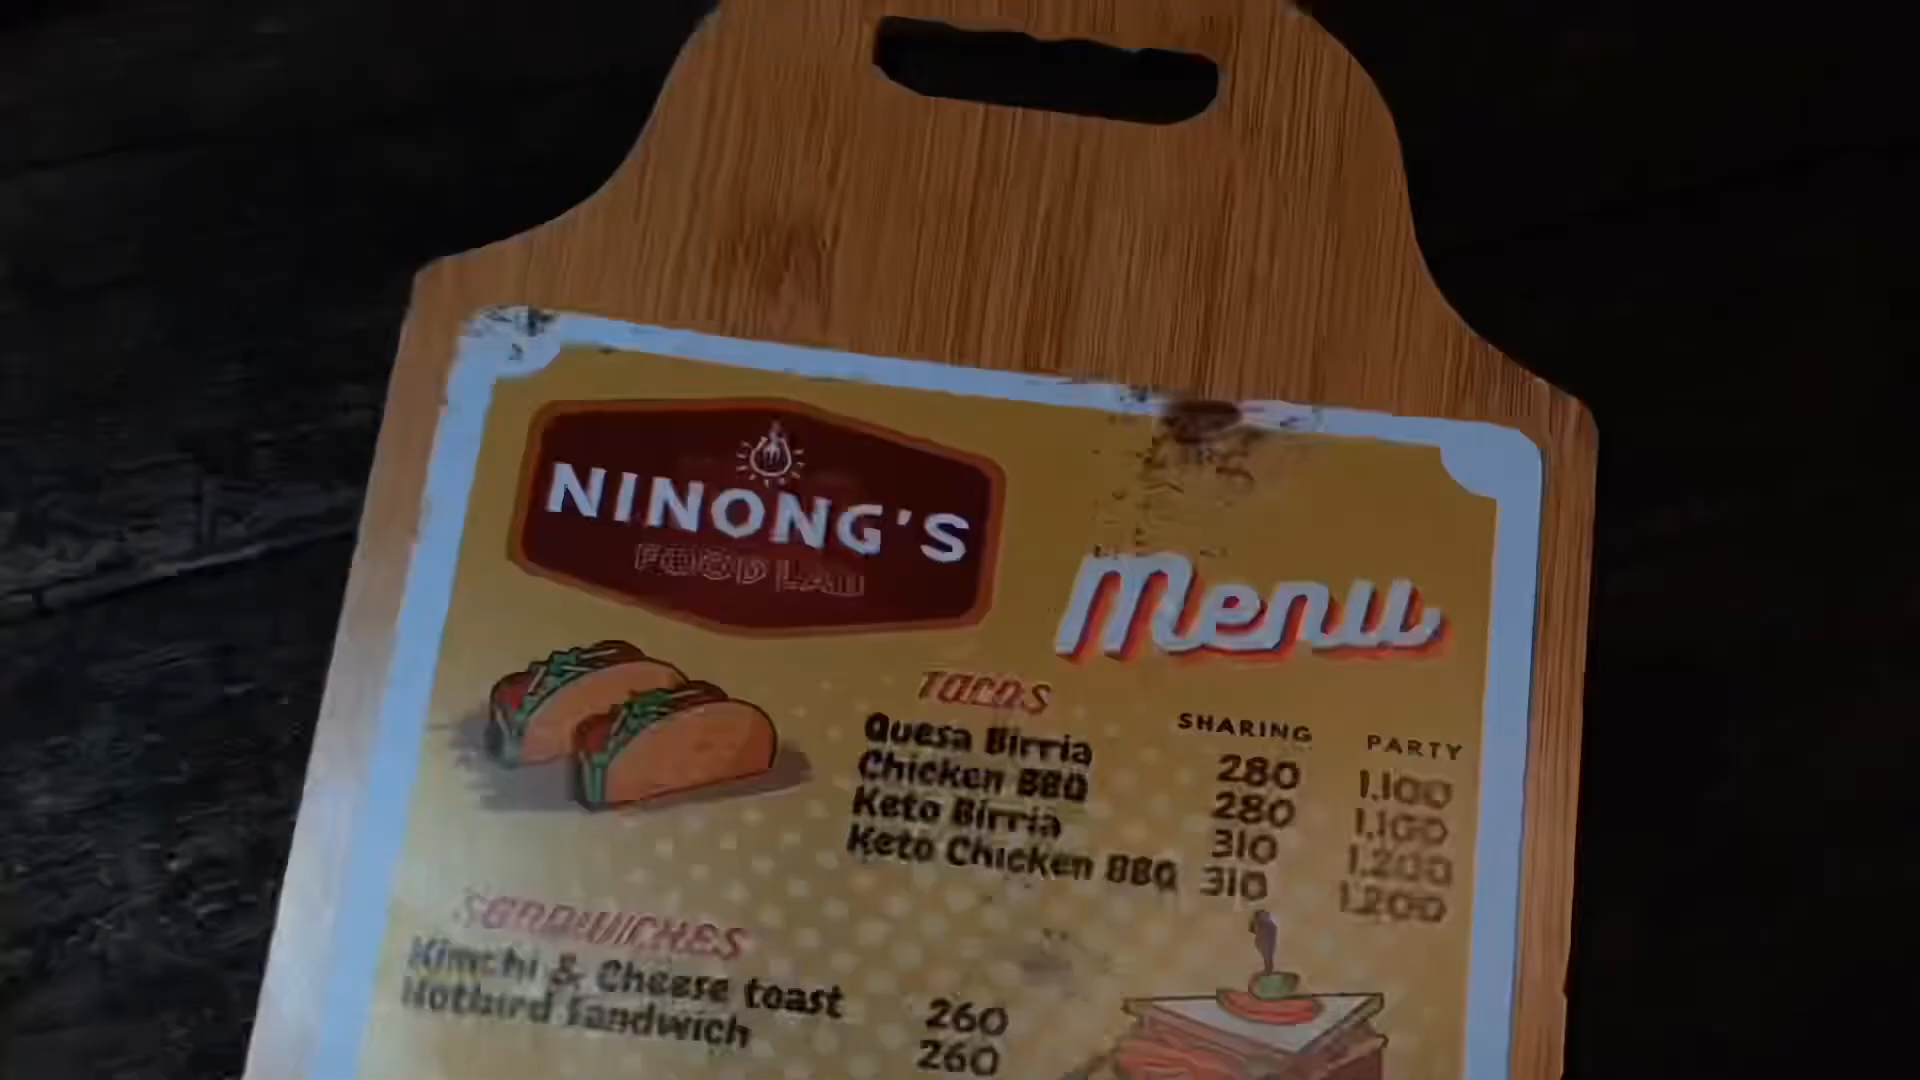 NINONG'S
FOOD LAB
Menu
TACOS
SHARING PARTY
Quesa Birria 280 1,100
Chicken BBQ 280 1,100
Keto Birria 310 1,200
Keto Chicken BBQ 310 1,200
SANDWICHES
Kimchi & Cheese toast 260
Hotbird Sandwich 260